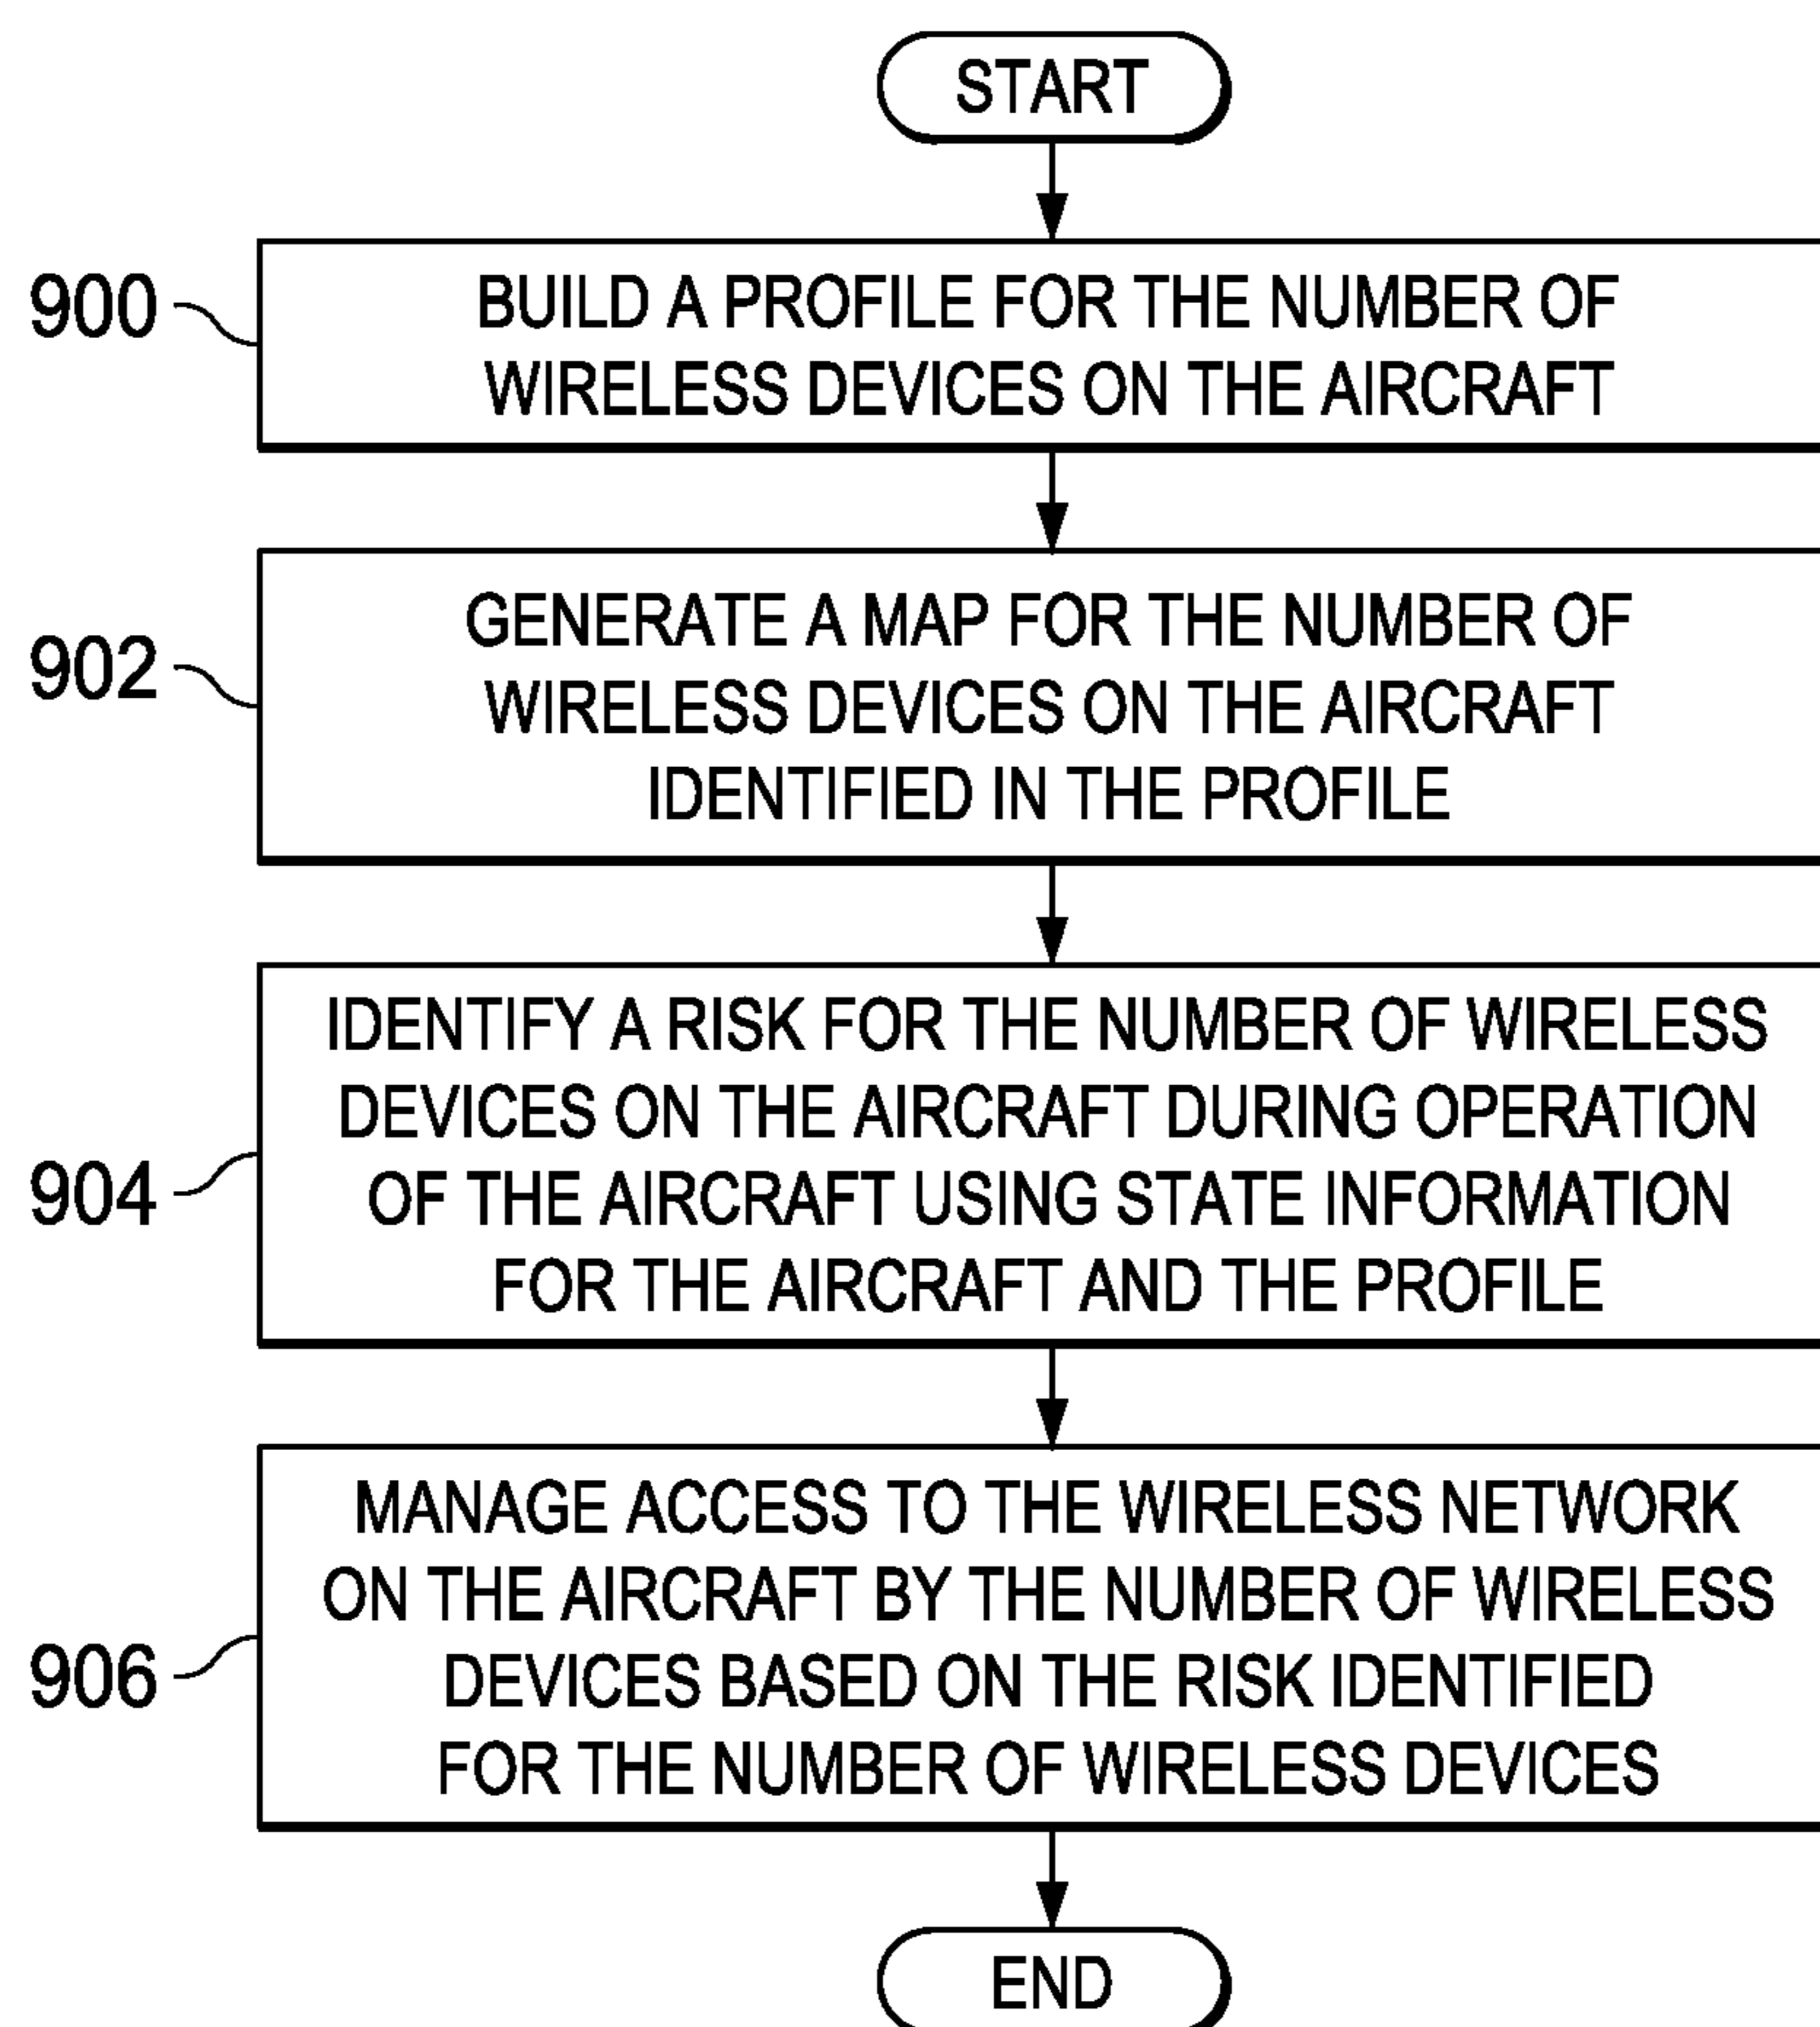 START
900
BUILD A PROFILE FOR THE NUMBER OF
WIRELESS DEVICES ON THE AIRCRAFT
902
GENERATE A MAP FOR THE NUMBER OF
WIRELESS DEVICES ON THE AIRCRAFT
IDENTIFIED IN THE PROFILE
904
IDENTIFY A RISK FOR THE NUMBER OF WIRELESS
DEVICES ON THE AIRCRAFT DURING OPERATION
OF THE AIRCRAFT USING STATE INFORMATION
FOR THE AIRCRAFT AND THE PROFILE
906
MANAGE ACCESS TO THE WIRELESS NETWORK
ON THE AIRCRAFT BY THE NUMBER OF WIRELESS
DEVICES BASED ON THE RISK IDENTIFIED
FOR THE NUMBER OF WIRELESS DEVICES
END